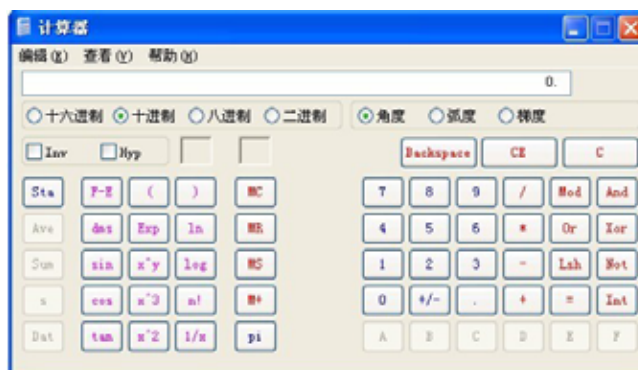 计算器
编辑(E) 查看(V) 帮助(H)
0.
十六进制 十进制 八进制 二进制 角度 弧度 梯度
Inv Hyp Backspace CE C
Sta F-E ( ) MC 7 8 9 / Mod And
Ave dms Exp ln MR 4 5 6 * Or Xor
Sum sin x^y log MS 1 2 3 - Lsh Not
s cos x^3 n! M+ 0 +/- . + = Int
Dat tan x^2 1/x pi A B C D E F